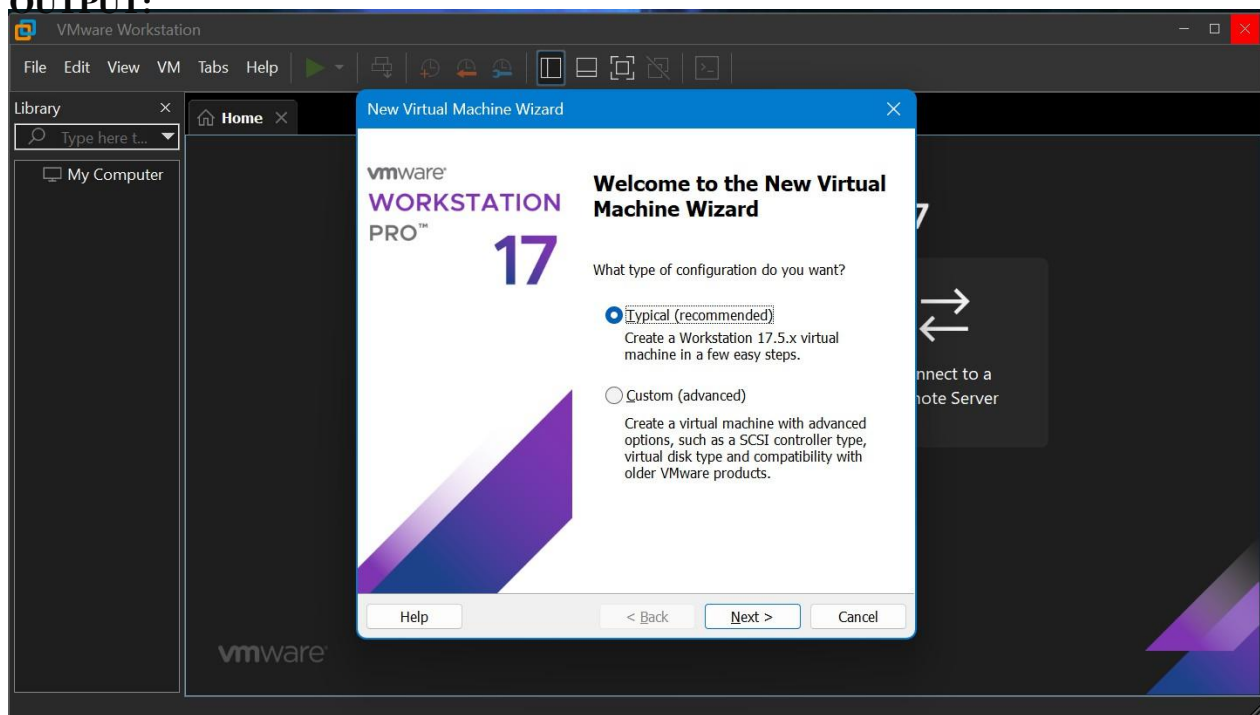 OUTPUT:
VMware Workstation
File Edit View VM Tabs Help
Library
Home
Type here t...
My Computer
New Virtual Machine Wizard
vmware
WORKSTATION
PRO™
17
Welcome to the New Virtual
Machine Wizard
What type of configuration do you want?
Typical (recommended)
Create a Workstation 17.5.x virtual
machine in a few easy steps.
Custom (advanced)
Create a virtual machine with advanced
options, such as a SCSI controller type,
virtual disk type and compatibility with
older VMware products.
7
nnect to a
note Server
Help < Back Next > Cancel
vmware